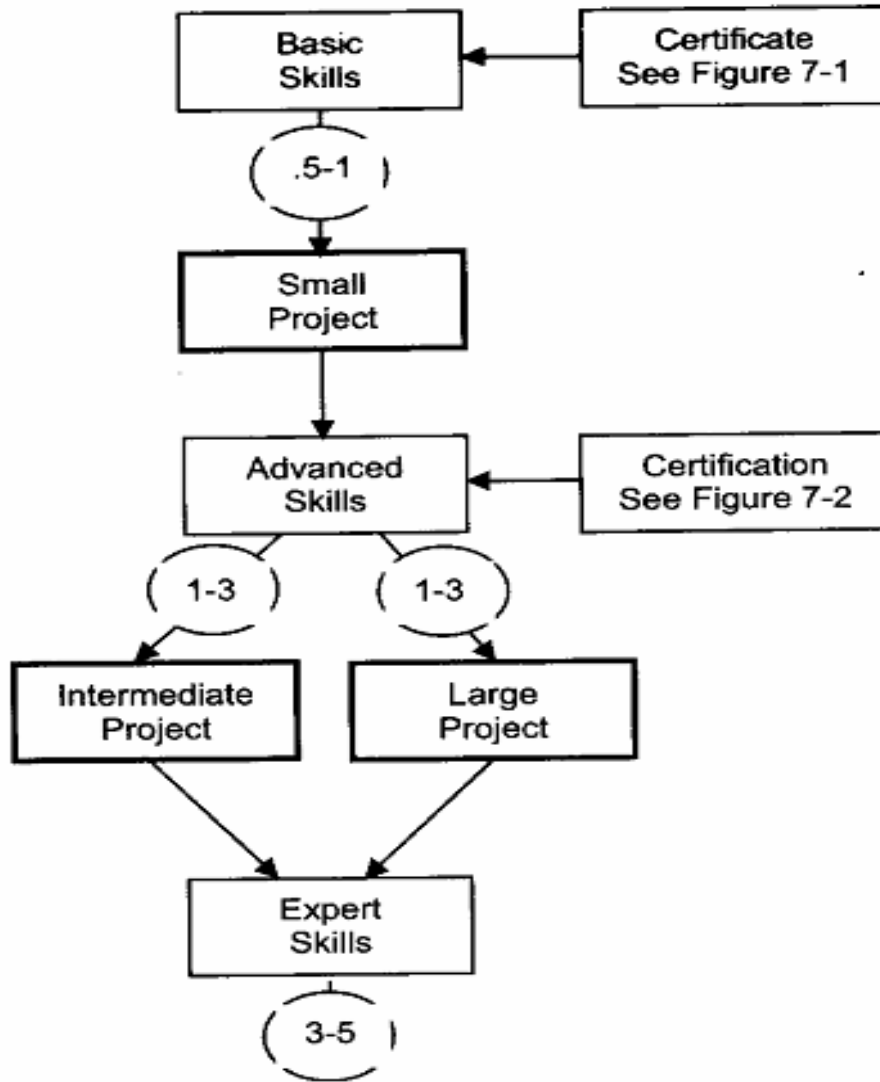 Basic
Skills
Certificate
See Figure 7-1
.5-1
Small
Project
Advanced
Skills
Certification
See Figure 7-2
1-3
1-3
Intermediate
Project
Large
Project
Expert
Skills
3-5